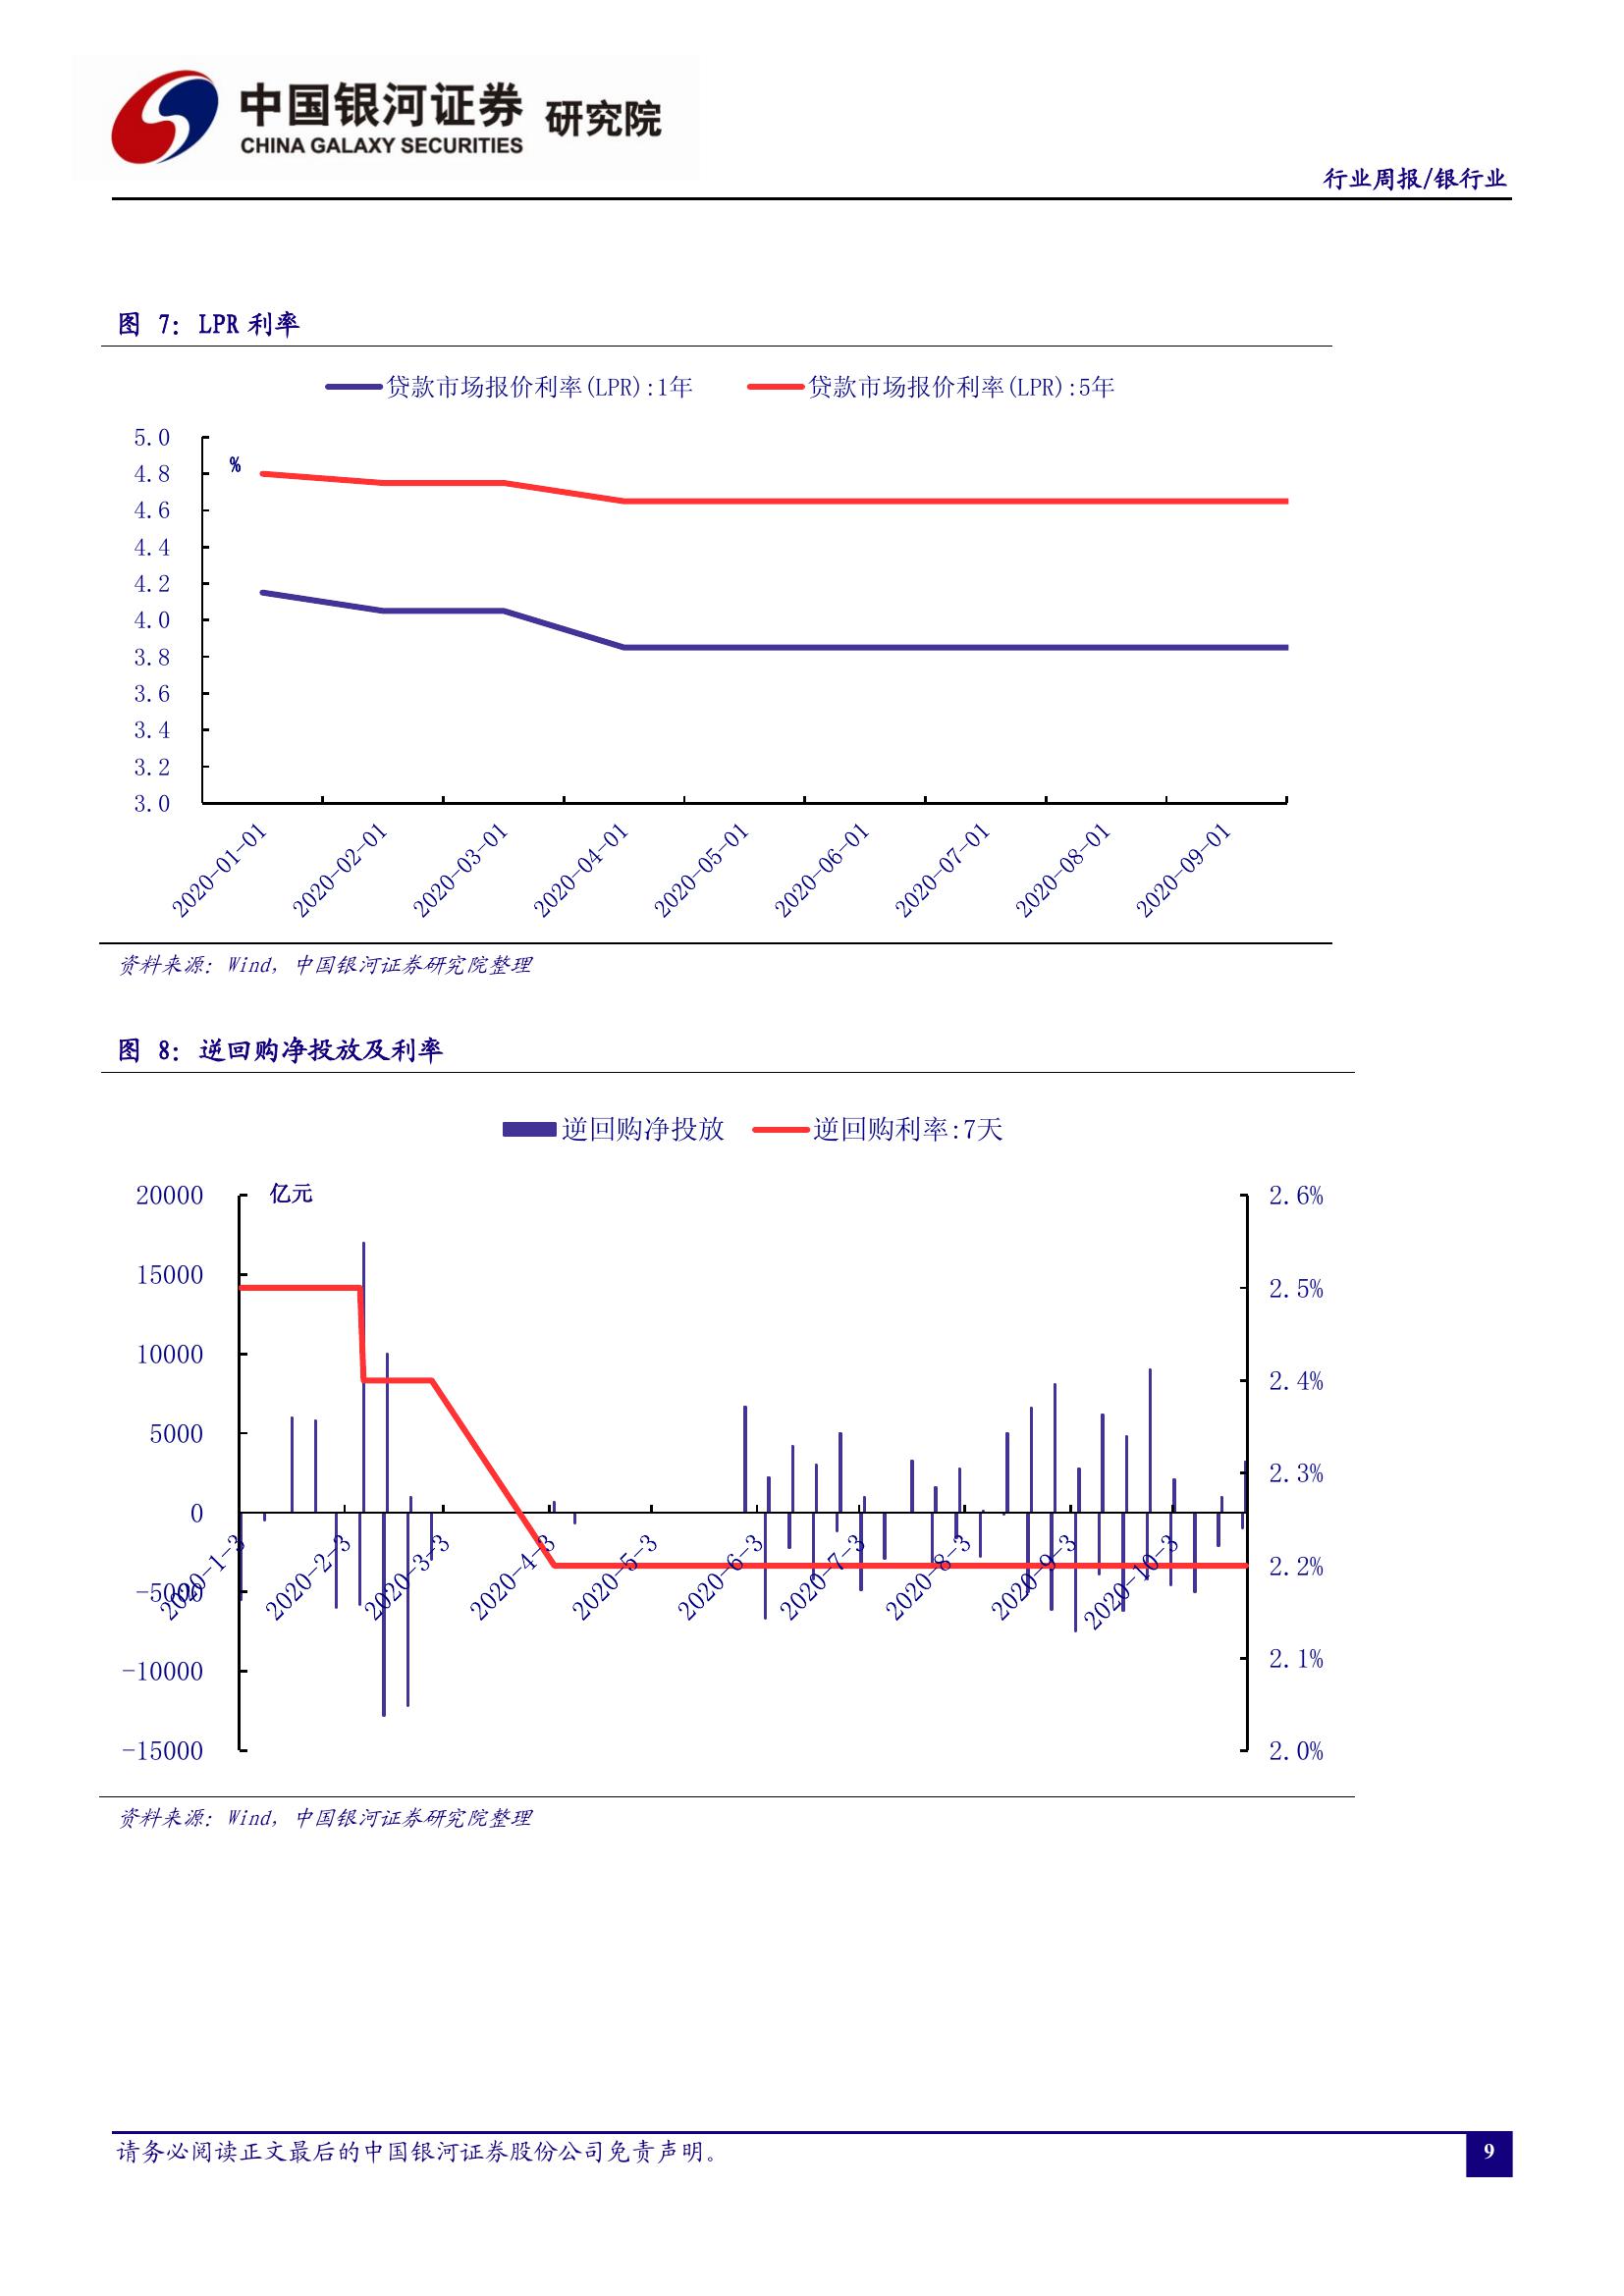 中国银河证券 研究院
CHINA GALAXY SECURITIES
行业周报/银行业
图 7: LPR 利率
贷款市场报价利率(LPR):1年 贷款市场报价利率(LPR):5年
%
5.0
4.8
4.6
4.4
4.2
4.0
3.8
3.6
3.4
3.2
3.0
2020-01-01 2020-02-01 2020-03-01 2020-04-01 2020-05-01 2020-06-01 2020-07-01 2020-08-01 2020-09-01
资料来源: Wind, 中国银河证券研究院整理
图 8: 逆回购净投放及利率
逆回购净投放 逆回购利率:7天
亿元
20000
15000
10000
5000
0
-5000
-10000
-15000
2.6%
2.5%
2.4%
2.3%
2.2%
2.1%
2.0%
2020-1-3 2020-2-3 2020-3-3 2020-4-3 2020-5-3 2020-6-3 2020-7-3 2020-8-3 2020-9-3 2020-10-3
资料来源: Wind, 中国银河证券研究院整理
请务必阅读正文最后的中国银河证券股份公司免责声明。
9